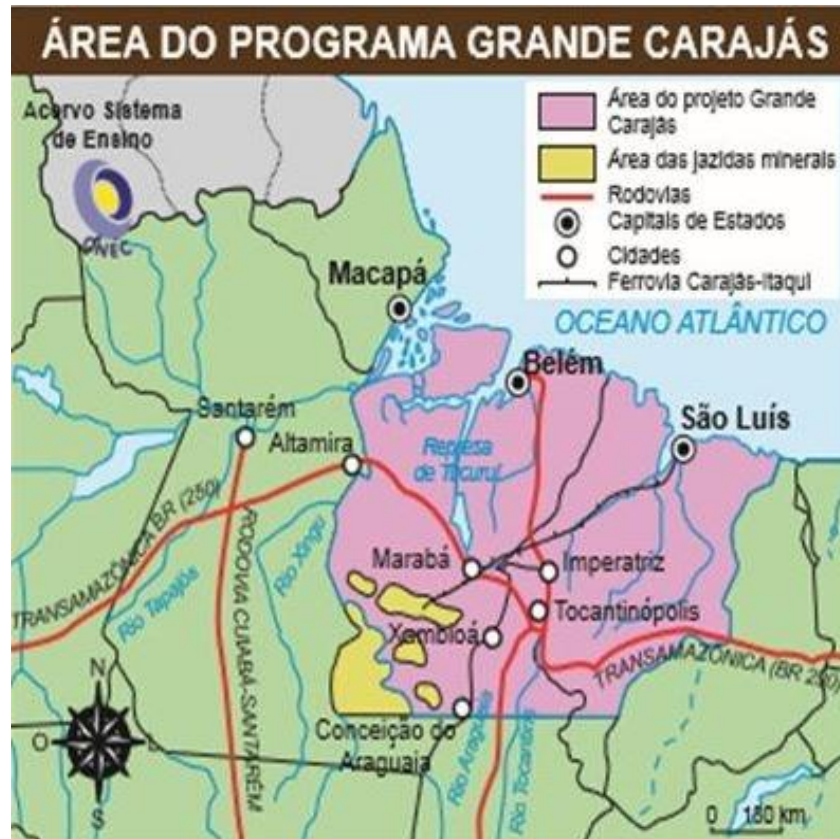 ÁREA DO PROGRAMA GRANDE CARAJÁS
Acervo Sistema
de Ensino
Área do projeto Grande
Carajás
Área das jazidas minerais
Rodovias
Capitais de Estados
Cidades
Ferrovia Carajás-Itaqui
OCEANO ATLÂNTICO
Macapá
Belém
São Luís
Santarém
Altamira
Represa
de Tucuruí
TRANSAMAZÔNICA BR (250)
Rio Tapajós
RODOVIA CUIABÁ-SANTARÉM
Rio Xingu
Marabá
Imperatriz
Tocantinópolis
Xambioá
TRANSAMAZÔNICA (BR 250)
Conceição do
Araguaia
Rio Araguaia
Rio Tocantins
N
O
L
S
0 180 km